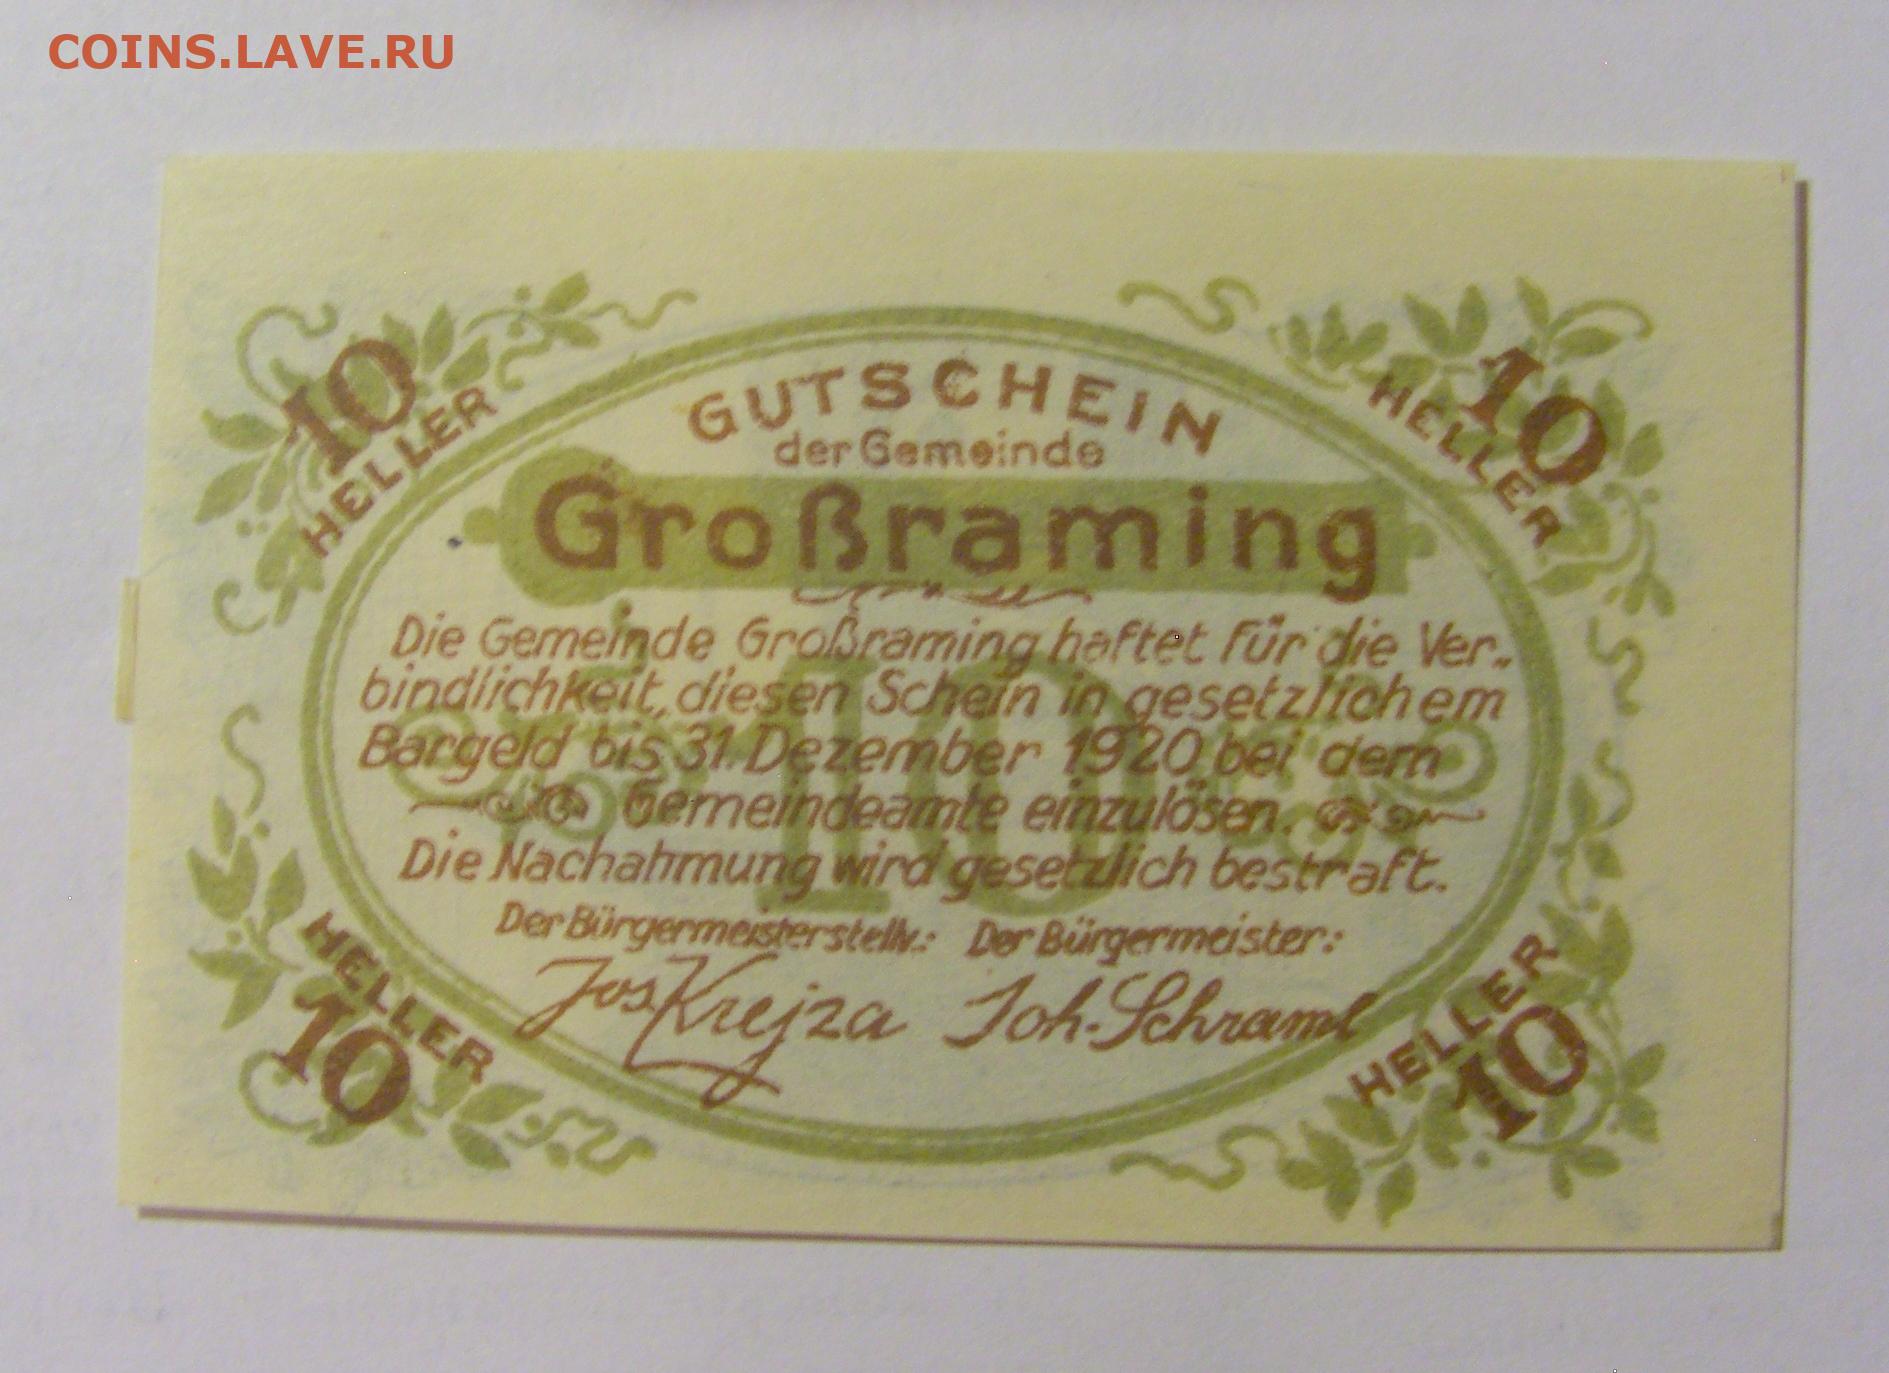 COINS.LAVE.RU
10
HELLER
10
HELLER
GUTSCHEIN
der Gemeinde
Großraming
Die Gemeinde Großraming haftet für die Ver-
bindlichkeit, diesen Schein in gesetzlichem
Bargeld bis 31. Dezember 1920 bei dem
Gemeindeamte einzulösen.
Die Nachahmung wird gesetzlich bestraft.
Der Bürgermeisterstellv.: Der Bürgermeister:
Jos. Krejza Joh. Schraml
10
HELLER
10
HELLER
10